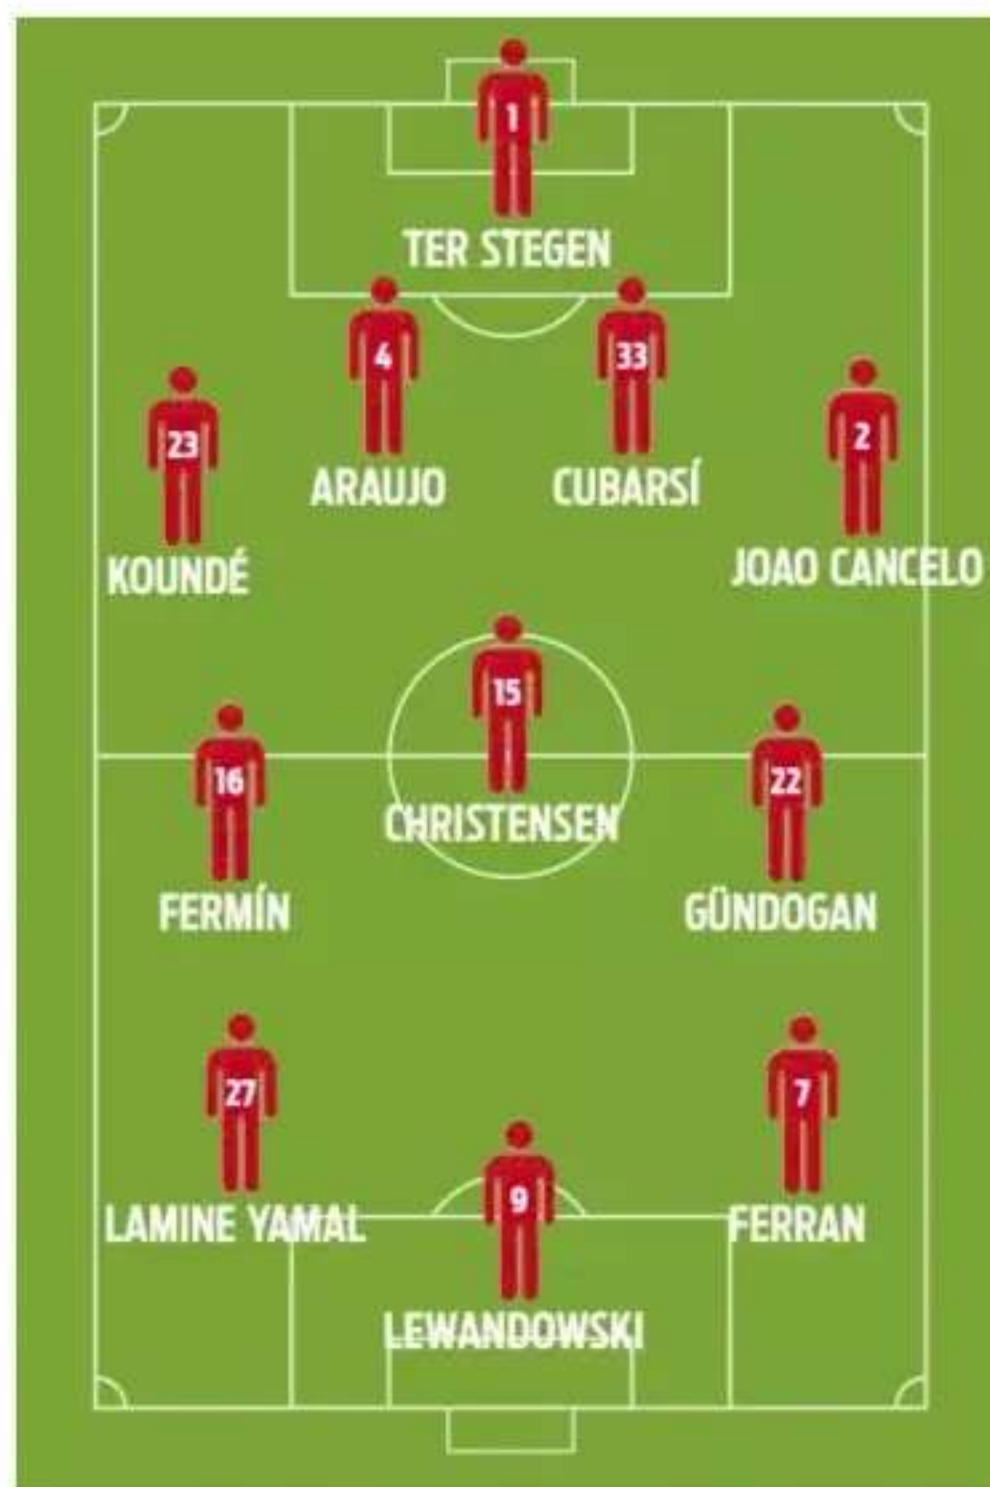 1
TER STEGEN
4
33
23
2
ARAUJO
CUBARSÍ
KOUNDÉ
JOAO CANCELO
15
16
22
CHRISTENSEN
FERMÍN
GÜNDOGAN
27
7
9
LAMINE YAMAL
FERRAN
LEWANDOWSKI